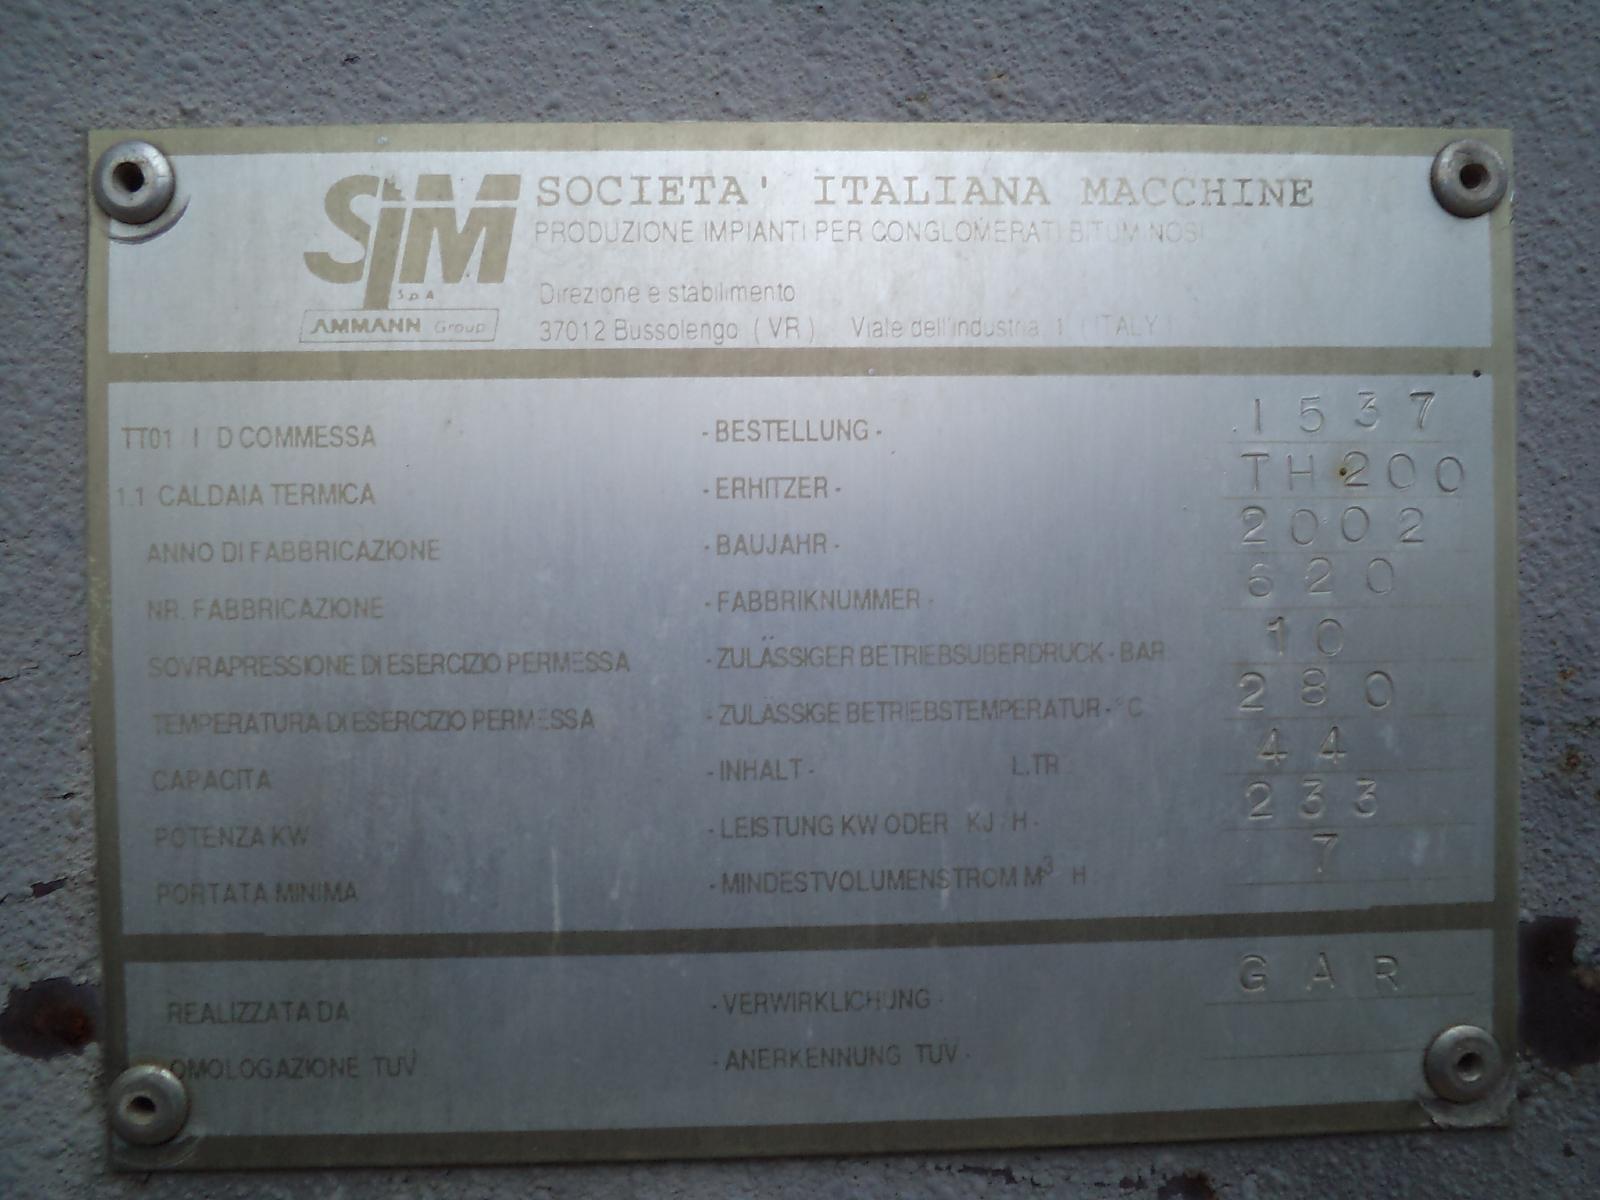 SIM SOCIETA' ITALIANA MACCHINE
PRODUZIONE IMPIANTI PER CONGLOMERATI BITUMINOSI
S.p.A
Direzione e stabilimento
AMMANN Group 37012 Bussolengo (VR) Viale dell'industria 1 (ITALY)
TT01 I D COMMESSA - BESTELLUNG - 1537
1.1 CALDAIA TERMICA - ERHITZER - TH200
ANNO DI FABBRICAZIONE - BAUJAHR - 2002
NR. FABBRICAZIONE - FABBRIKNUMMER - 620
SOVRAPRESSIONE DI ESERCIZIO PERMESSA - ZULÄSSIGER BETRIEBSUBERDRUCK - BAR 10
TEMPERATURA DI ESERCIZIO PERMESSA - ZULÄSSIGE BETRIEBSTEMPERATUR - °C 280
CAPACITA - INHALT - L.TR 44
POTENZA KW - LEISTUNG KW ODER KJ/H - 233
PORTATA MINIMA - MINDESTVOLUMENSTROM M³ H 7
REALIZZATA DA - VERWIRKLICHUNG - GAR
OMOLOGAZIONE TUV - ANERKENNUNG TUV -